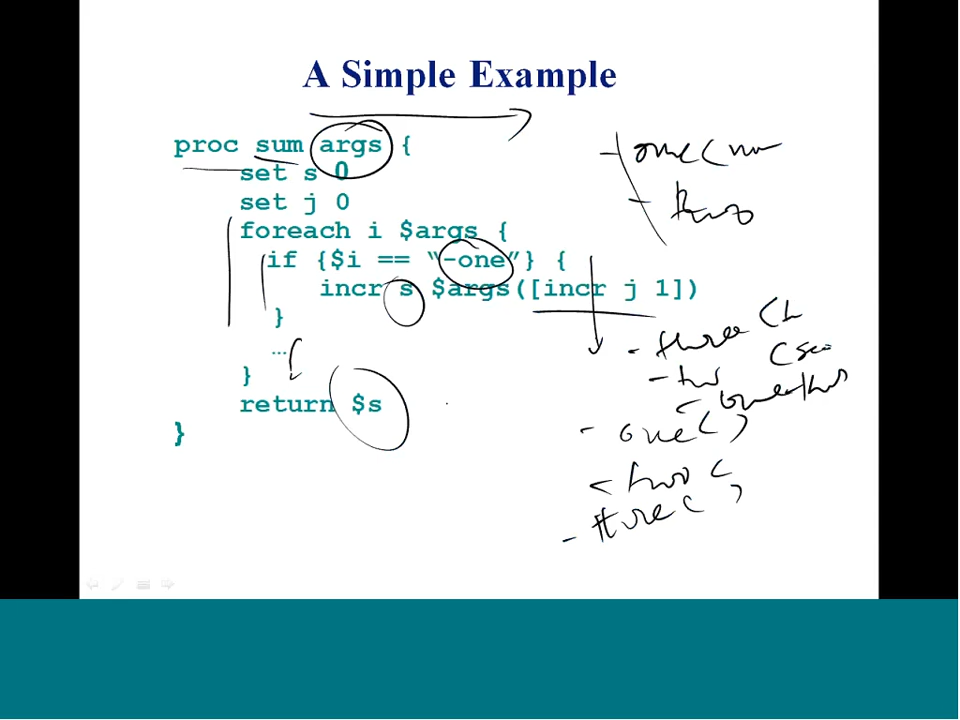 A Simple Example
proc sum args {
set s 0
set j 0
foreach i $args {
if {$i == “-one”} {
incr s $args([incr j 1])
}
…
}
return $s
}
- one (
- three (
- one ( )
two (
- three ( )